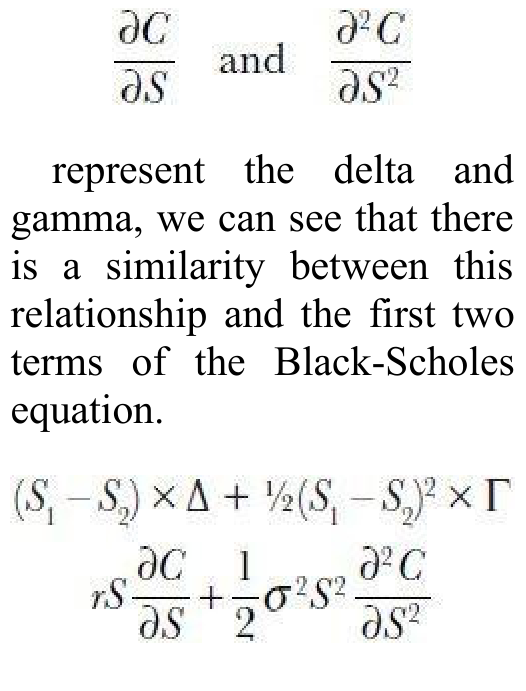 ∂C/∂S and ∂²C/∂S²
represent the delta and
gamma, we can see that there
is a similarity between this
relationship and the first two
terms of the Black-Scholes
equation.
(S₁ – S₂) × Δ + ½(S₁ – S₂)² × Γ
rS ∂C/∂S + 1/2 σ²S² ∂²C/∂S²